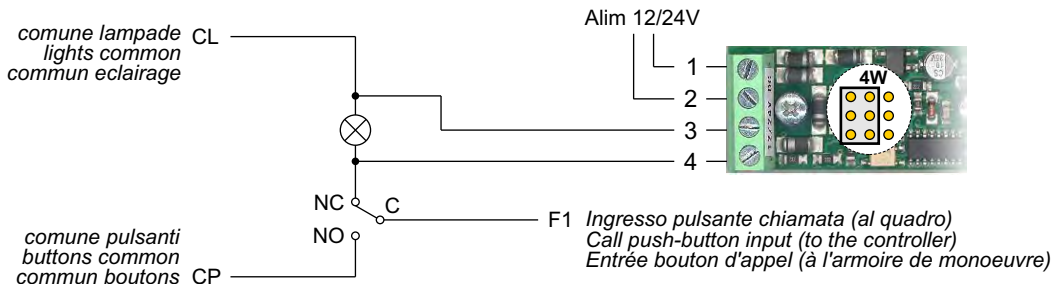 comune lampade
lights common
commun eclairage
CL
Alim 12/24V
1
2
3
4
4W
NC
C
NO
F1
Ingresso pulsante chiamata (al quadro)
Call push-button input (to the controller)
Entrée bouton d'appel (à l'armoire de monoeuvre)
comune pulsanti
buttons common
commun boutons
CP